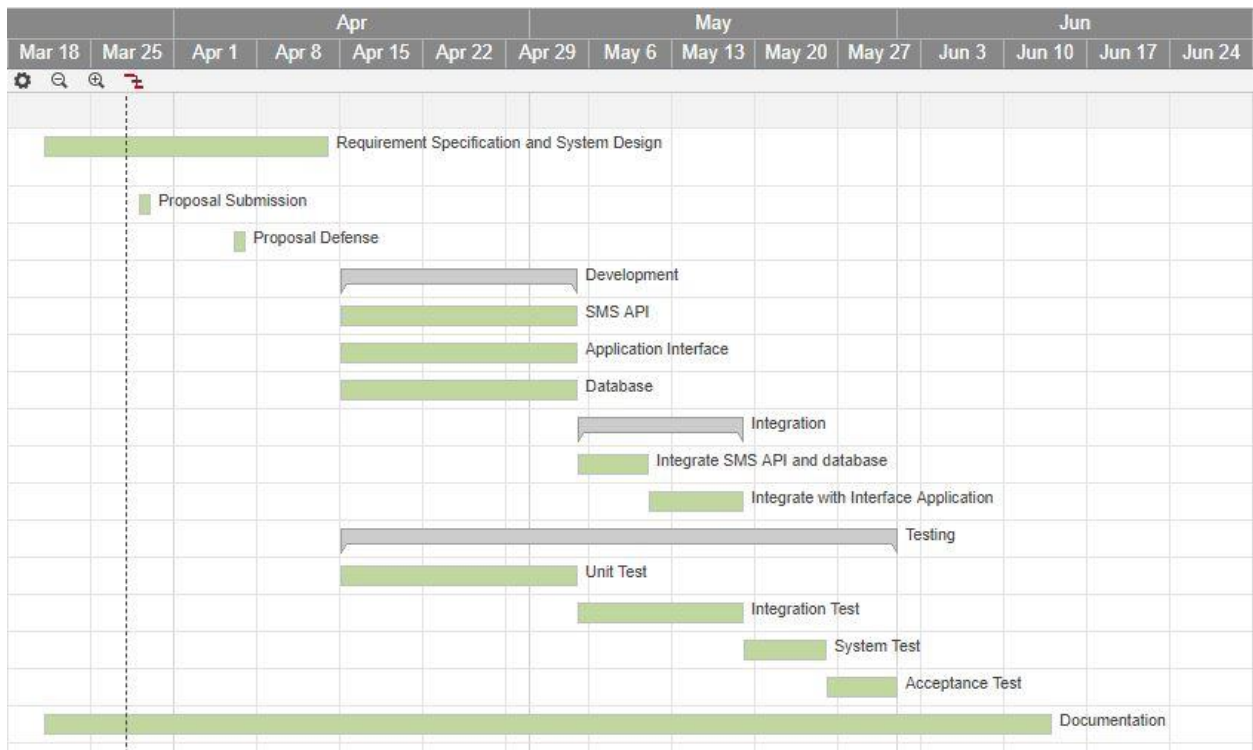 Apr May Jun
Mar 18 Mar 25 Apr 1 Apr 8 Apr 15 Apr 22 Apr 29 May 6 May 13 May 20 May 27 Jun 3 Jun 10 Jun 17 Jun 24
Requirement Specification and System Design
Proposal Submission
Proposal Defense
Development
SMS API
Application Interface
Database
Integration
Integrate SMS API and database
Integrate with Interface Application
Testing
Unit Test
Integration Test
System Test
Acceptance Test
Documentation